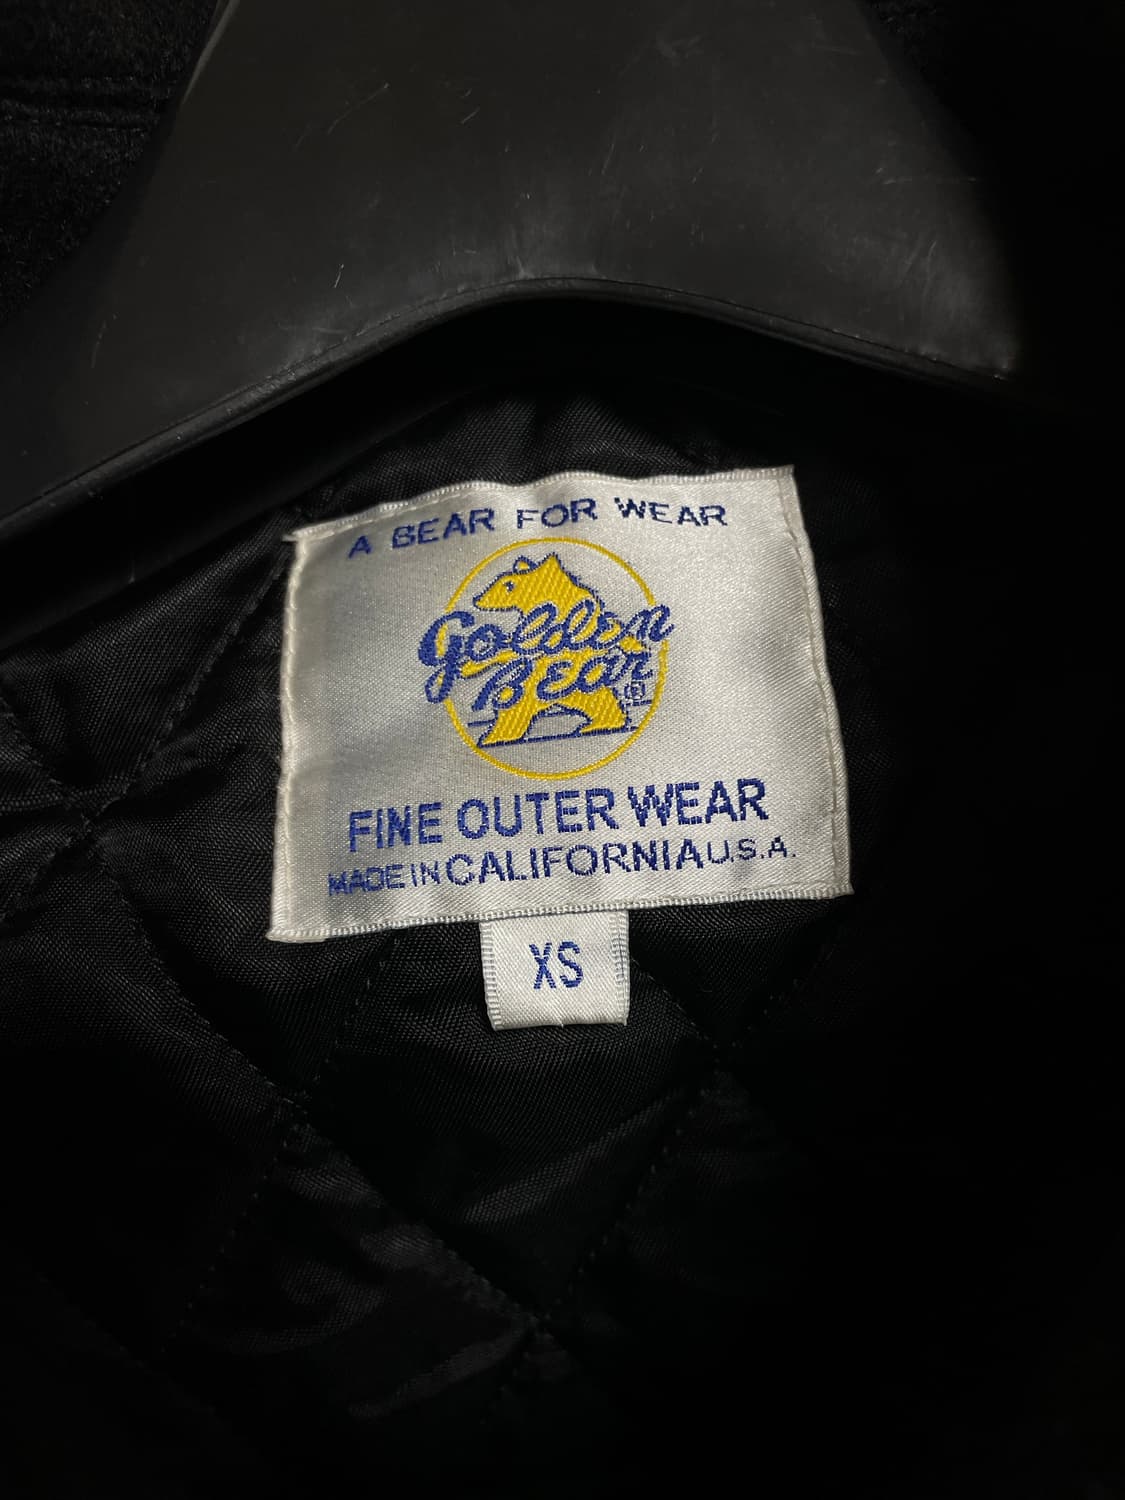 A BEAR FOR WEAR
Golden
Bear®
FINE OUTER WEAR
MADE IN CALIFORNIA U.S.A.
XS